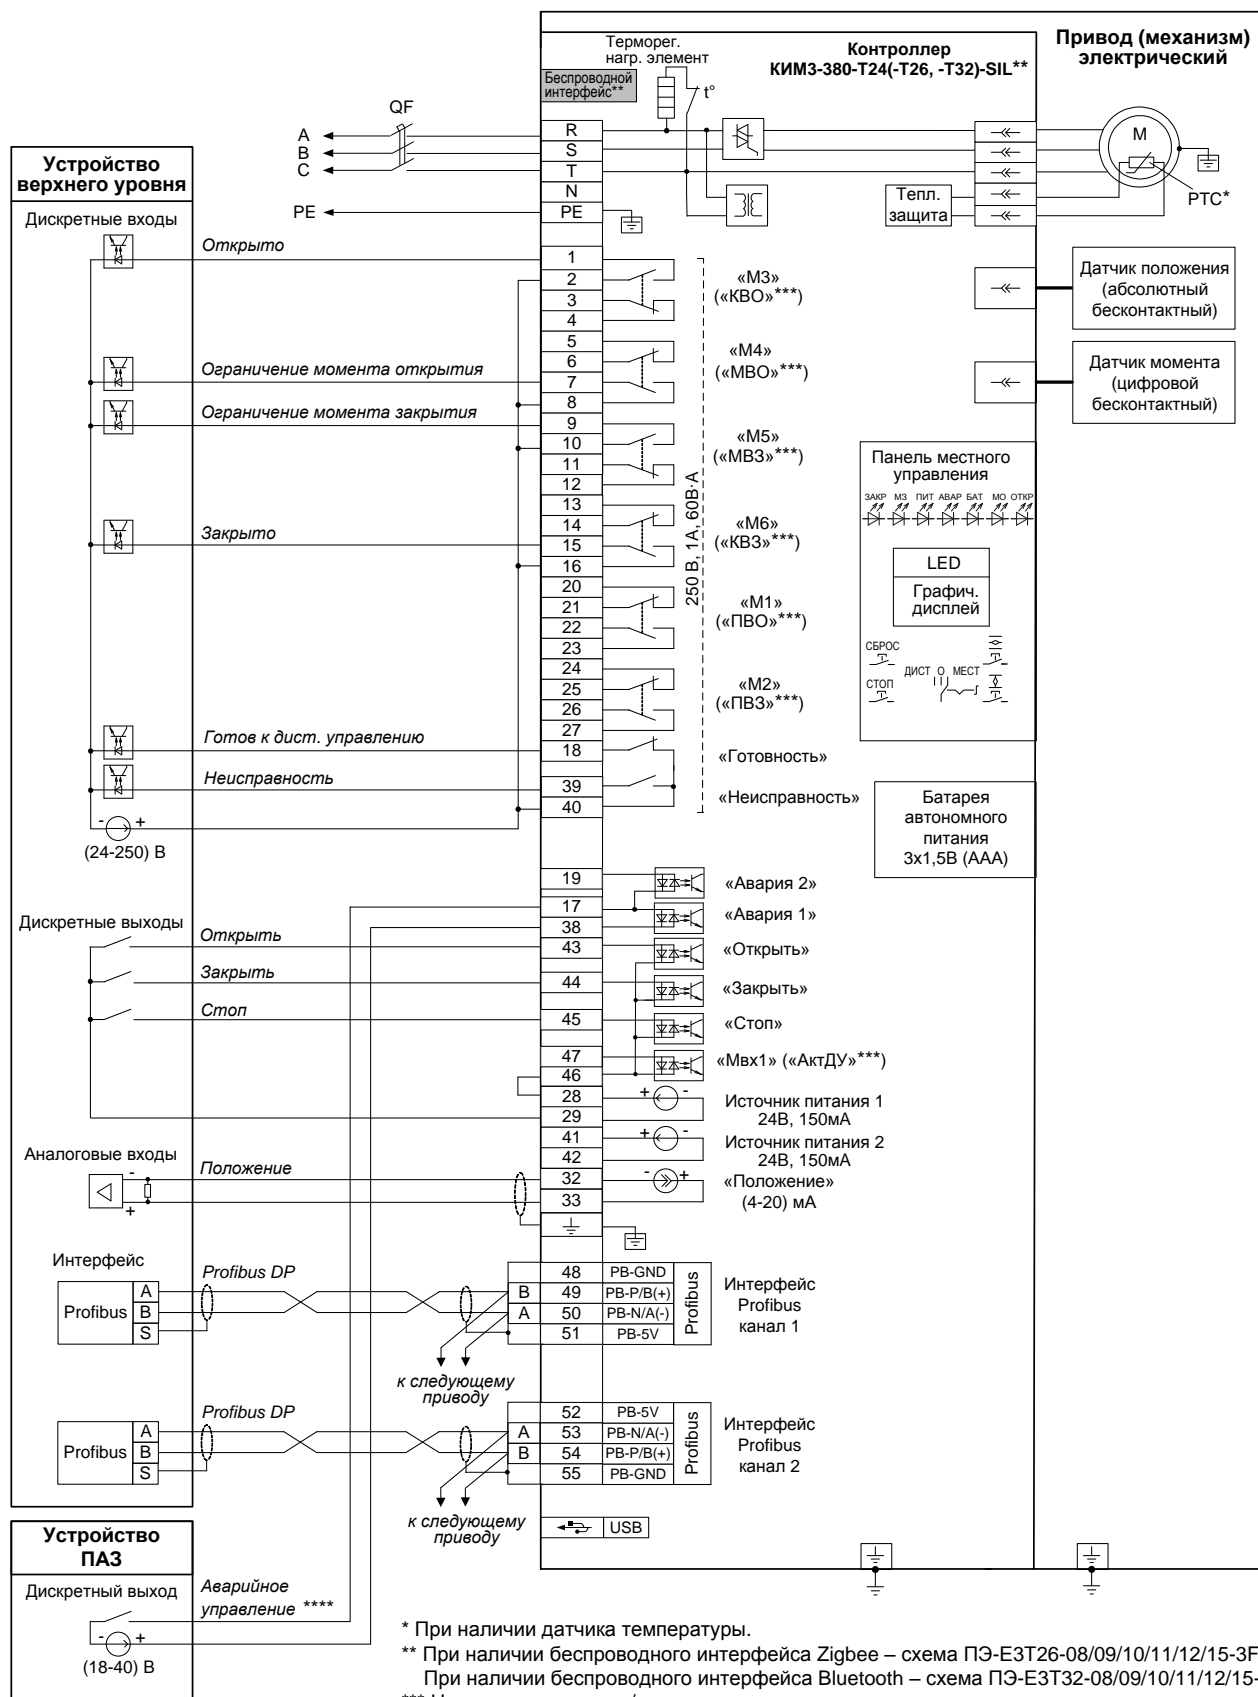 Привод (механизм)
электрический
Контроллер
КИМ3-380-Т24(-Т26, -Т32)-SIL**
Терморег.
нагр. элемент
t°
Беспроводной
интерфейс**
QF
A
B
C
PE
R
S
T
N
PE
M
PTC*
Тепл.
защита
Устройство
верхнего уровня
Дискретные входы
Открыто
1
2
3
4
«М3»
(«КВО»***)
Датчик положения
(абсолютный
бесконтактный)
5
6
7
8
«М4»
(«МВО»***)
Ограничение момента открытия
Датчик момента
(цифровой
бесконтактный)
Ограничение момента закрытия
9
10
11
12
«М5»
(«МВЗ»***)
13
14
15
16
«М6»
(«КВЗ»***)
Закрыто
20
21
22
23
«М1»
(«ПВО»***)
24
25
26
27
«М2»
(«ПВЗ»***)
250 В, 1А, 60В·А
Панель местного
управления
ЗАКР МЗ ПИТ АВАР БАТ МО ОТКР
LED
Графич.
дисплей
СБРОС
СТОП
ДИСТ О МЕСТ
Готов к дист. управлению
18
«Готовность»
Неисправность
39
40
«Неисправность»
- +
(24-250) В
Батарея
автономного
питания
3х1,5В (ААА)
19
«Авария 2»
17
38
«Авария 1»
Дискретные выходы
Открыть
43
«Открыть»
Закрыть
44
«Закрыть»
Стоп
45
«Стоп»
47
46
«Мвх1» («АктДУ»***)
28
29
+ -
Источник питания 1
24В, 150мА
41
42
+ -
Источник питания 2
24В, 150мА
Аналоговые входы
-
+
Положение
32
33
- +
«Положение»
(4-20) мА
Интерфейс
Profibus
A
B
S
Profibus DP
B
A
48 PB-GND
49 PB-P/B(+)
50 PB-N/A(-)
51 PB-5V
Profibus
Интерфейс
Profibus
канал 1
к следующему
приводу
Profibus
A
B
S
Profibus DP
A
B
52 PB-5V
53 PB-N/A(-)
54 PB-P/B(+)
55 PB-GND
Profibus
Интерфейс
Profibus
канал 2
к следующему
приводу
USB
Устройство
ПАЗ
Дискретный выход
Аварийное
управление ****
- +
(18-40) В
* При наличии датчика температуры.
** При наличии беспроводного интерфейса Zigbee – схема ПЭ-Е3Т26-08/09/10/11/12/15-3F
При наличии беспроводного интерфейса Bluetooth – схема ПЭ-Е3Т32-08/09/10/11/12/15-